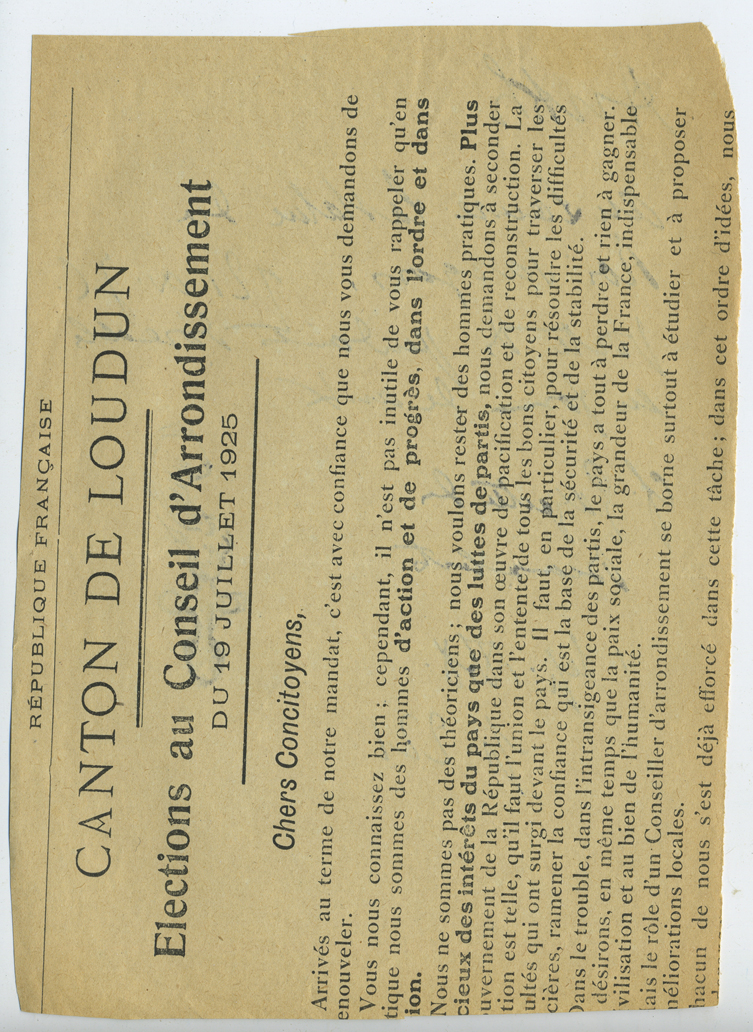 RÉPUBLIQUE FRANÇAISE
CANTON DE LOUDUN
Elections au Conseil d'Arrondissement
DU 19 JUILLET 1925
Chers Concitoyens,
Arrivés au terme de notre mandat, c'est avec confiance que nous vous demandons de
enouveler.
Vous nous connaissez bien ; cependant, il n'est pas inutile de vous rappeler qu'en
tique nous sommes des hommes d'action et de progrès, dans l'ordre et dans
ion.
Nous ne sommes pas des théoriciens ; nous voulons rester des hommes pratiques. Plus
cieux des intérêts du pays que des luttes de partis, nous demandons à seconder
uvernement de la République dans son œuvre de pacification et de reconstruction. La
tion est telle, qu'il faut l'union et l'entente de tous les bons citoyens pour traverser les
ultés qui ont surgi devant le pays. Il faut, en particulier, pour résoudre les difficultés
cières, ramener la confiance qui est la base de la sécurité et de la stabilité.
Dans le trouble, dans l'intransigeance des partis, le pays a tout à perdre et rien à gagner.
désirons, en même temps que la paix sociale, la grandeur de la France, indispensable
vilisation et au bien de l'humanité.
ais le rôle d'un Conseiller d'arrondissement se borne surtout à étudier et à proposer
néliorations locales.
hacun de nous s'est déjà efforcé dans cette tâche ; dans cet ordre d'idées, nous